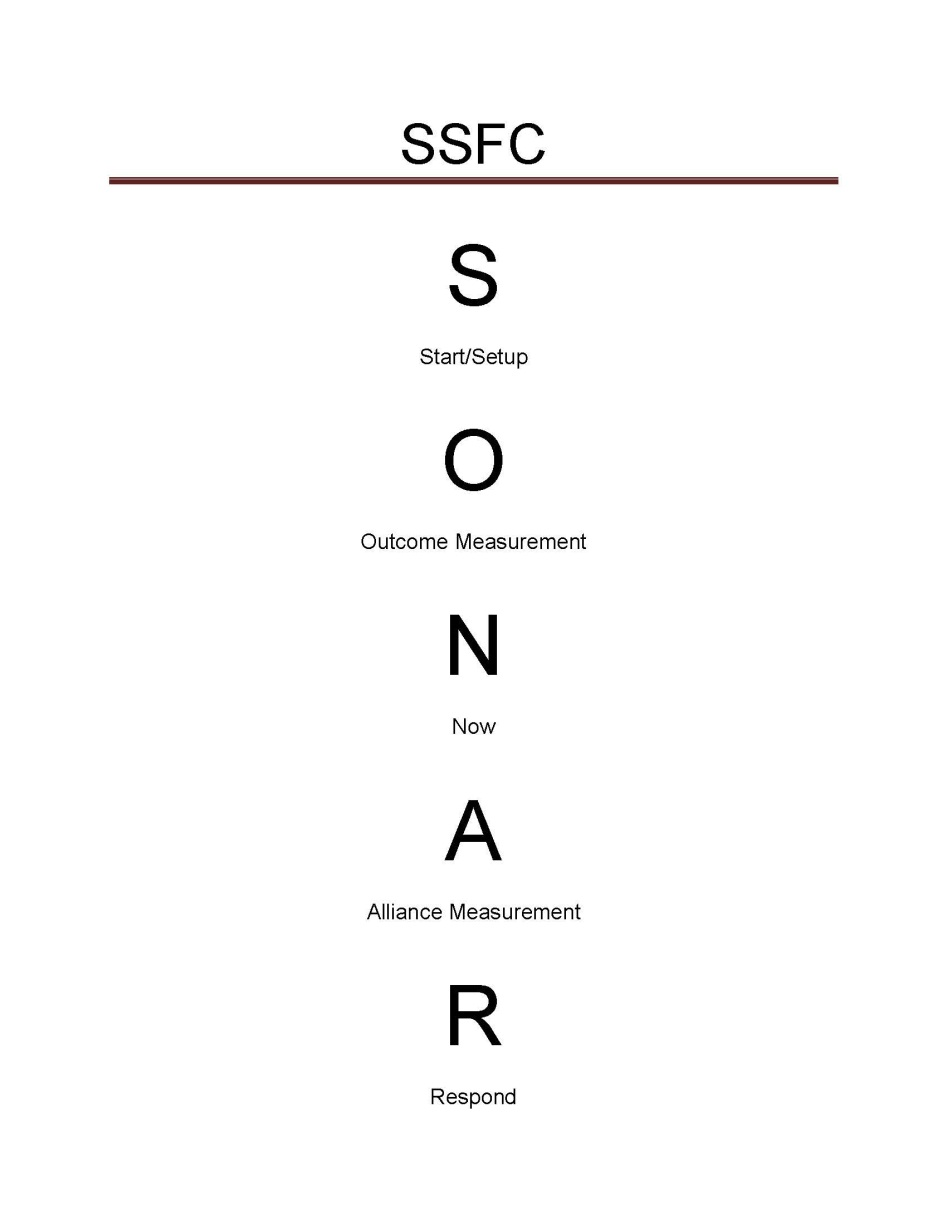 SSFC
S
Start/Setup
O
Outcome Measurement
N
Now
A
Alliance Measurement
R
Respond